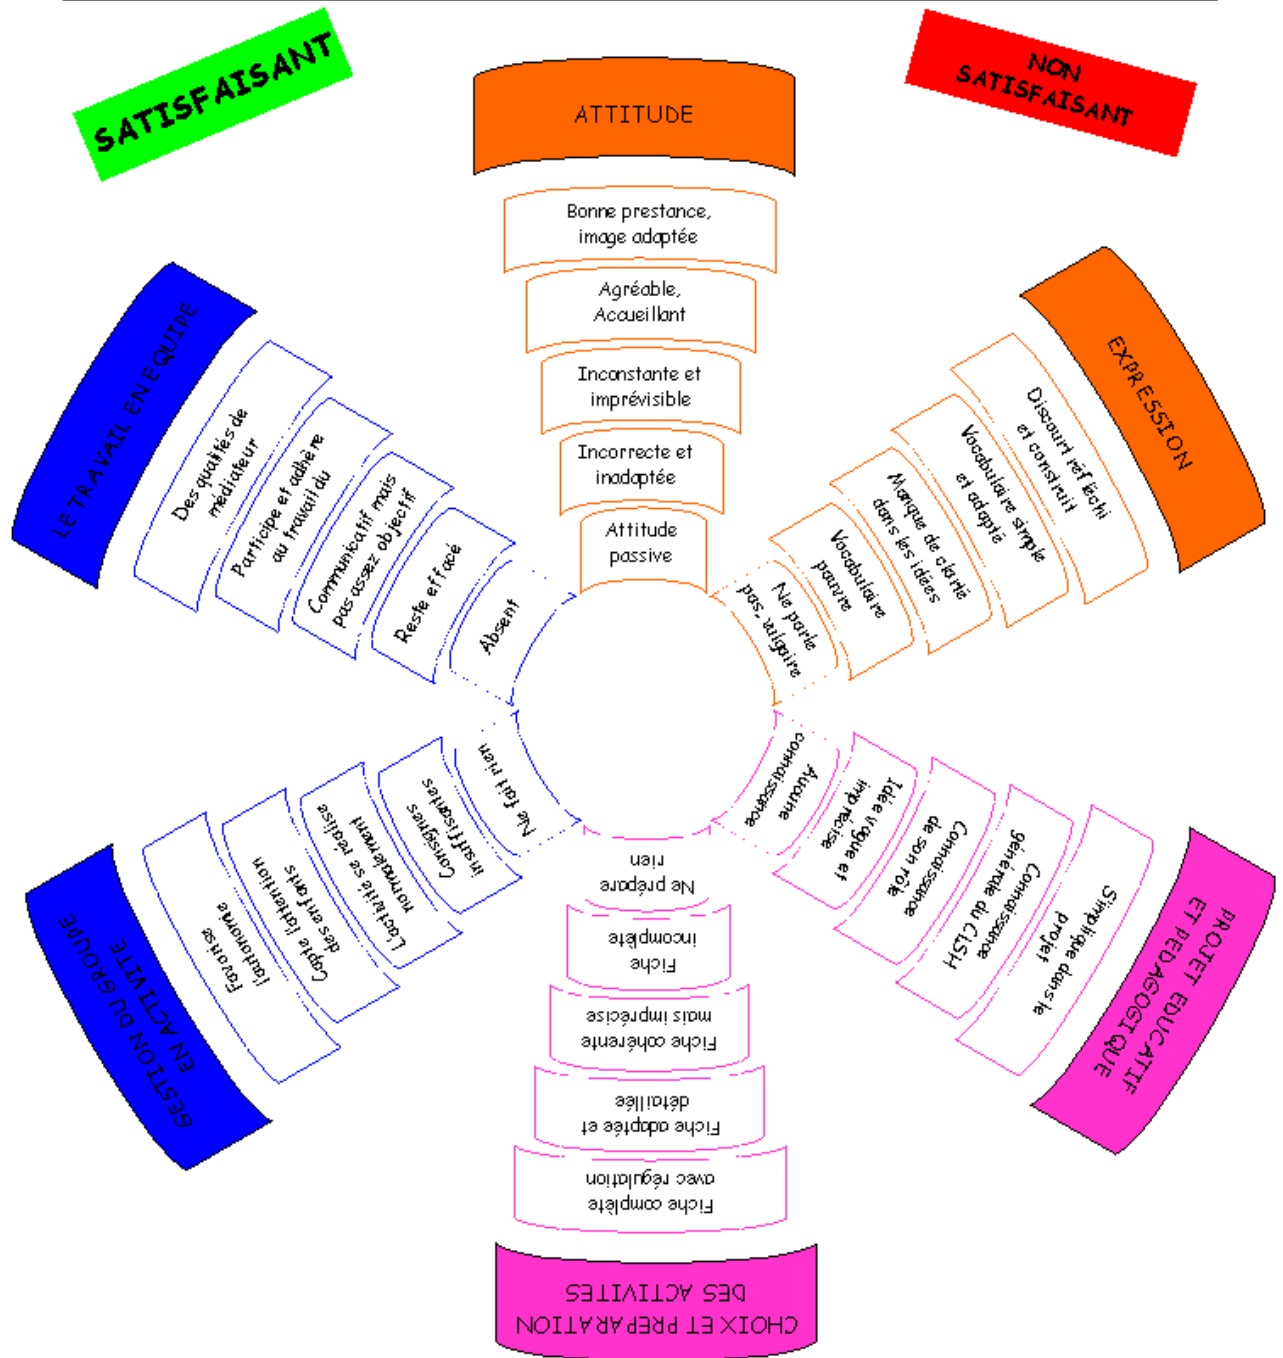 SATISFAISANT
NON
SATISFAISANT
ATTITUDE
Bonne prestance,
image adaptée
Agréable,
Accueillant
Inconstante et
imprévisible
Incorrecte et
inadaptée
Attitude
passive
EXPRESSION
Discourt réfléchi
et construit
Vocabulaire simple
et adapté
Manque de clarté
dans les idées
Vocabulaire
pauvre
Ne parle
pas, vulgaire
PROJET EDUCATIF
ET PEDAGOGIQUE
S'implique dans le
projet
Connaissance
générale du CLSH
Connaissance
de son rôle
Idée vague et
imprécise
Aucune
connaissance
CHOIX ET PREPARATION
DES ACTIVITES
Fiche complète
avec régulation
Fiche adaptée et
détaillée
Fiche cohérente
mais imprécise
Fiche
incomplète
Ne prépare
rien
GESTION DU GROUPE
EN ACTIVITE
Favorise
l'autonomie
Capte l'attention
des enfants
L'activité se réalise
normalement
Consignes
insuffisantes
Ne fait rien
LE TRAVAIL EN EQUIPE
Des qualités de
médiateur
Participe et adhère
au travail du
Communicatif mais
pas assez objectif
Reste effacé
Absent